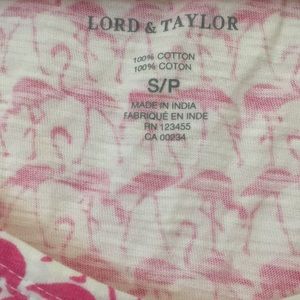 LORD & TAYLOR
100% COTTON
100% COTON
S/P
MADE IN INDIA
FABRIQUÉ EN INDE
RN 123455
CA 00234